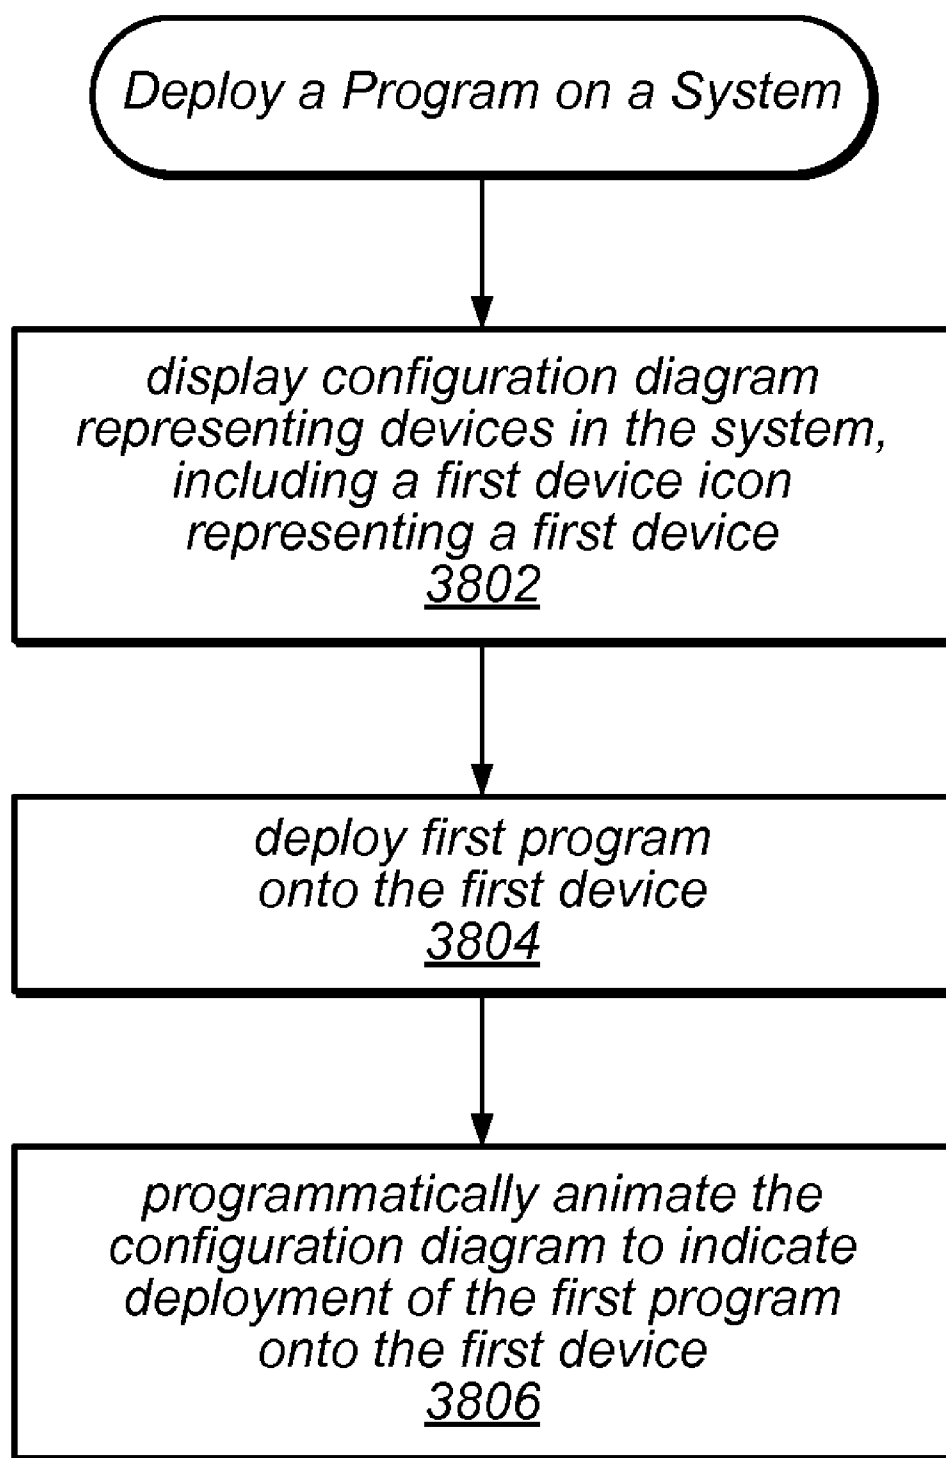 Deploy a Program on a System
display configuration diagram
representing devices in the system,
including a first device icon
representing a first device
3802
deploy first program
onto the first device
3804
programmatically animate the
configuration diagram to indicate
deployment of the first program
onto the first device
3806